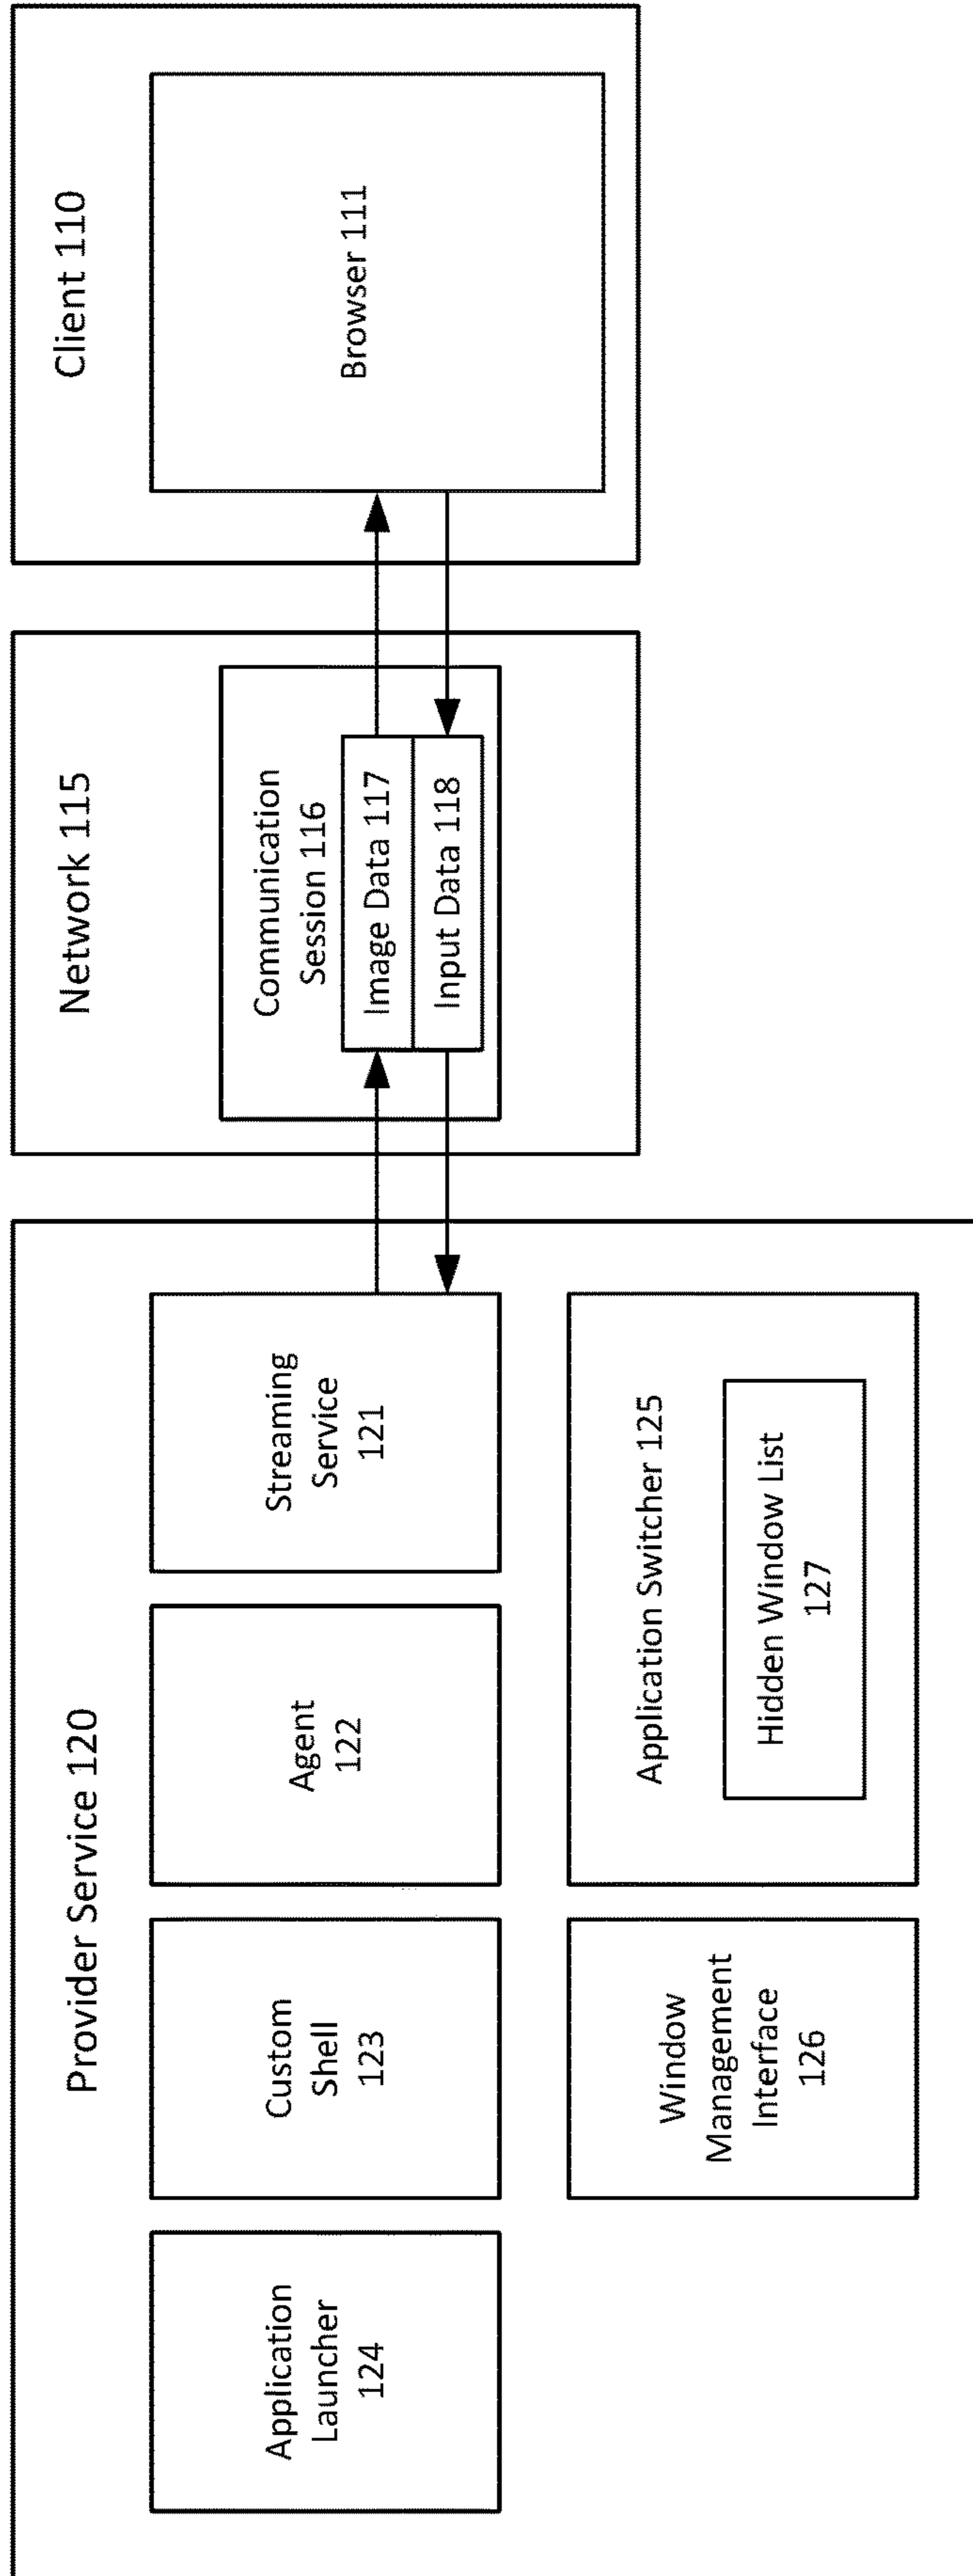 Provider Service 120
Application
Launcher
124
Custom
Shell
123
Agent
122
Streaming
Service
121
Window
Management
Interface
126
Application Switcher 125
Hidden Window List
127
Network 115
Communication
Session 116
Image Data 117
Input Data 118
Client 110
Browser 111